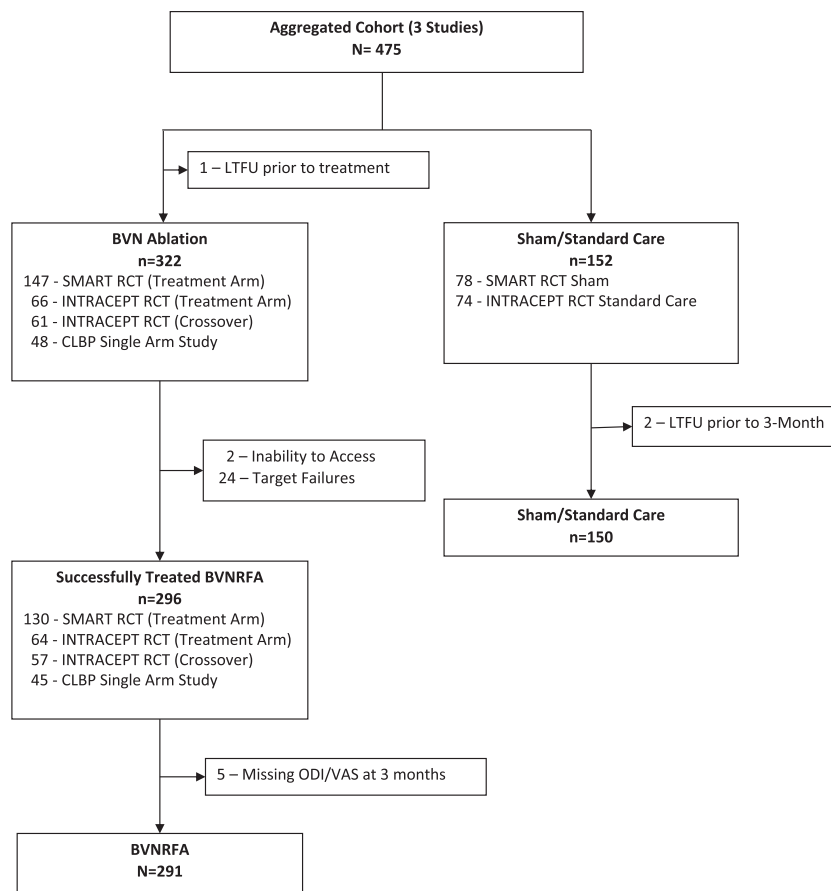 Aggregated Cohort (3 Studies)
N= 475
1 – LTFU prior to treatment
BVN Ablation
n=322
147 - SMART RCT (Treatment Arm)
66 - INTRACEPT RCT (Treatment Arm)
61 - INTRACEPT RCT (Crossover)
48 - CLBP Single Arm Study
Sham/Standard Care
n=152
78 - SMART RCT Sham
74 - INTRACEPT RCT Standard Care
2 – LTFU prior to 3-Month
2 – Inability to Access
24 – Target Failures
Sham/Standard Care
n=150
Successfully Treated BVNRFA
n=296
130 - SMART RCT (Treatment Arm)
64 - INTRACEPT RCT (Treatment Arm)
57 - INTRACEPT RCT (Crossover)
45 - CLBP Single Arm Study
5 – Missing ODI/VAS at 3 months
BVNRFA
N=291